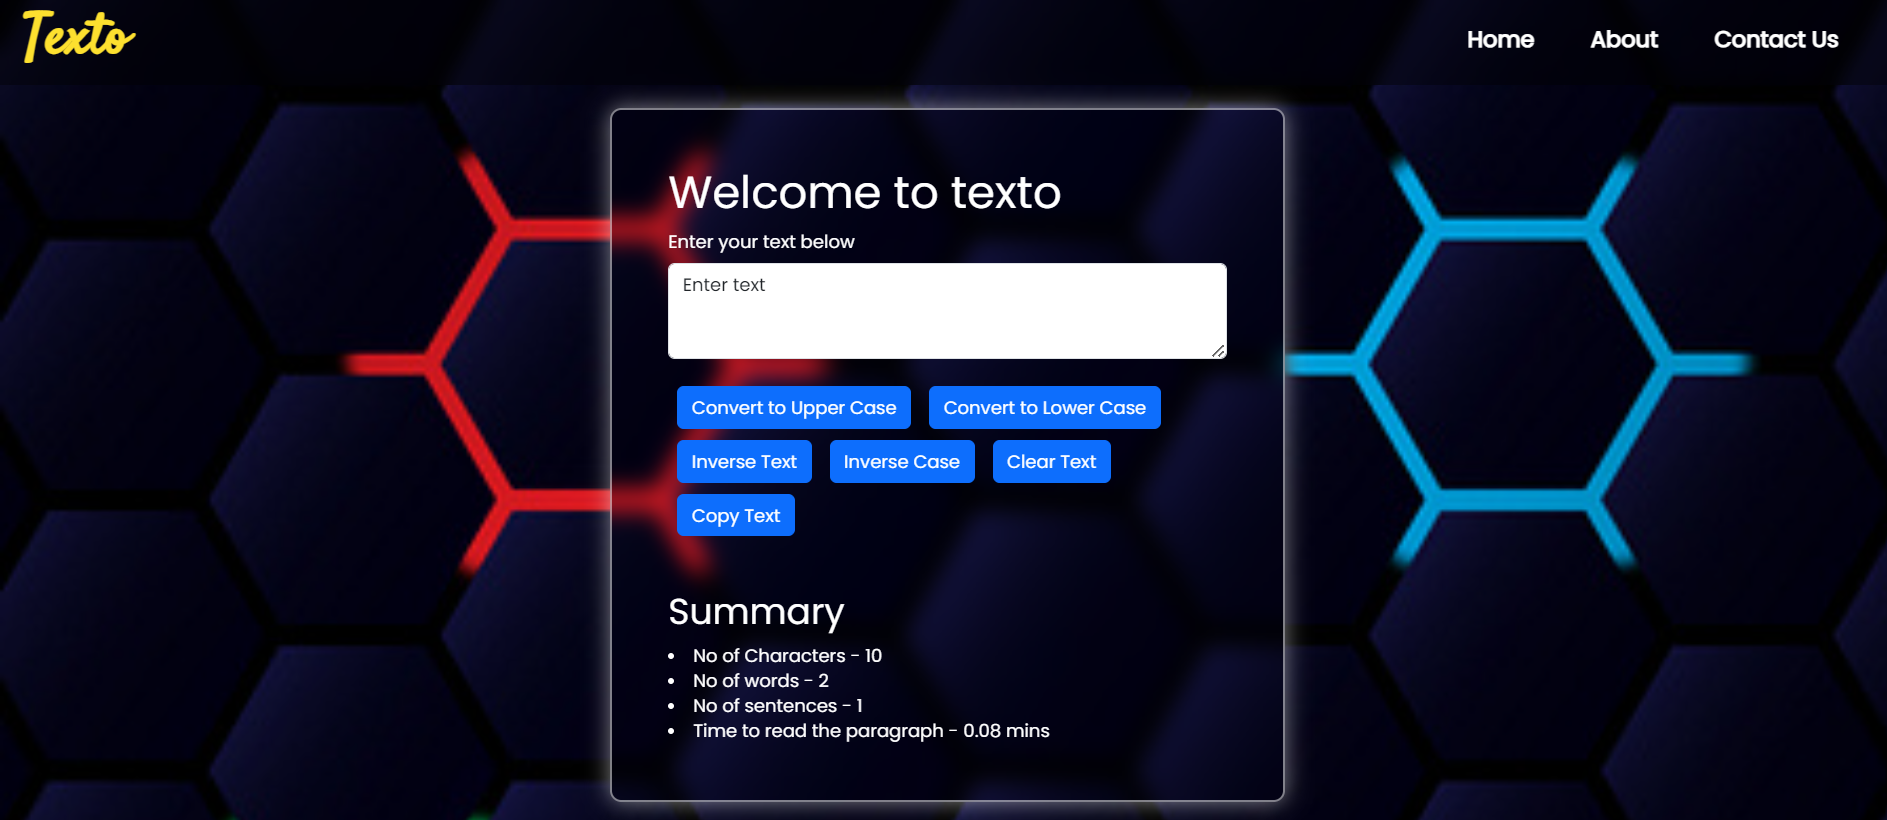 Texto
Home About Contact Us
Welcome to texto
Enter your text below
Enter text
Convert to Upper Case Convert to Lower Case
Inverse Text Inverse Case Clear Text
Copy Text
Summary
• No of Characters - 10
• No of words - 2
• No of sentences - 1
• Time to read the paragraph - 0.08 mins